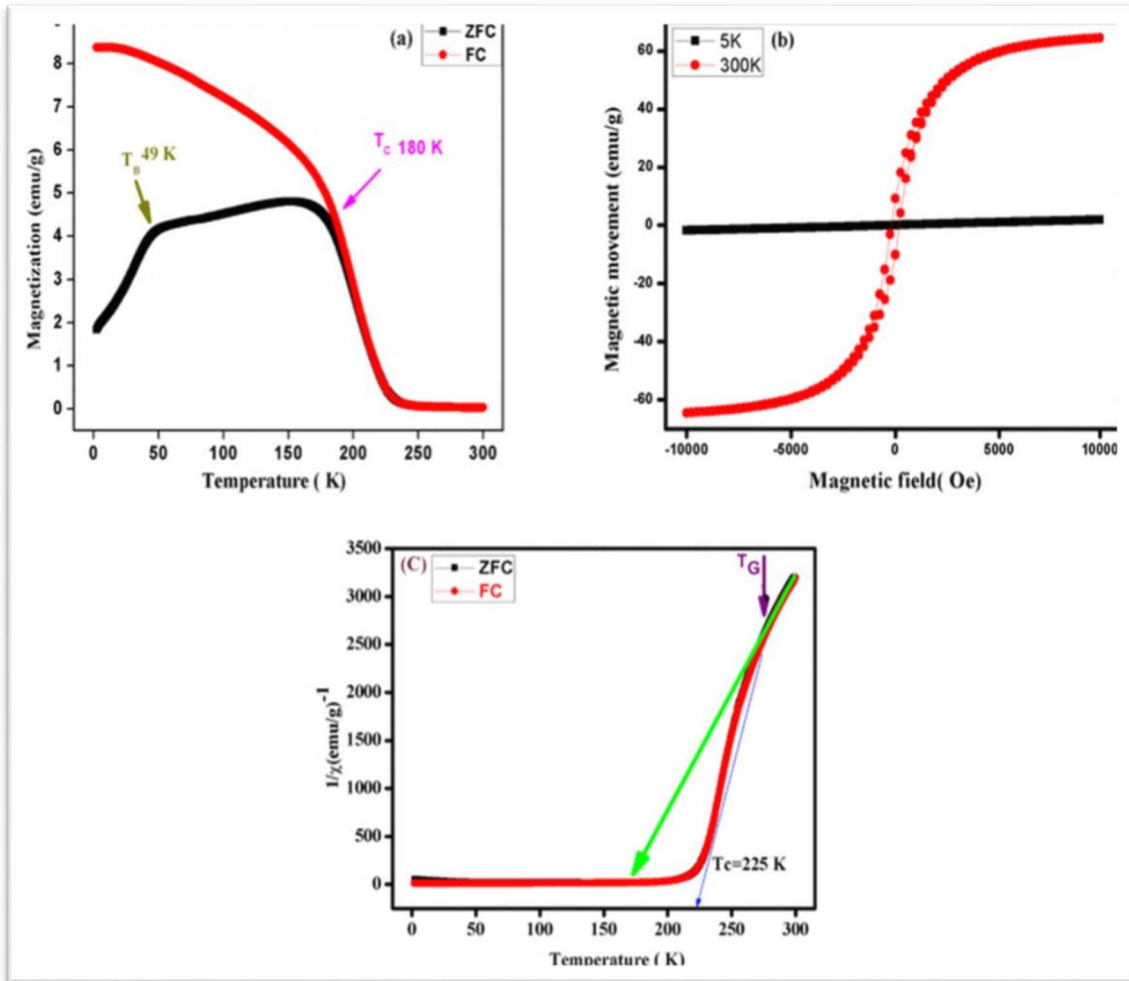 (a)
ZFC
FC
8
7
6
5
4
3
2
1
0
T_B 49 K
T_C 180 K
Magnetization (emu/g)
0 50 100 150 200 250 300
Temperature ( K)
5K
300K
(b)
60
40
20
0
-20
-40
-60
Magnetic movement (emu/g)
-10000 -5000 0 5000 10000
Magnetic field( Oe)
(C)
ZFC
FC
T_G
3500
3000
2500
2000
1500
1000
500
0
1/χ(emu/g)^-1
Tc=225 K
0 50 100 150 200 250 300
Temperature ( K)